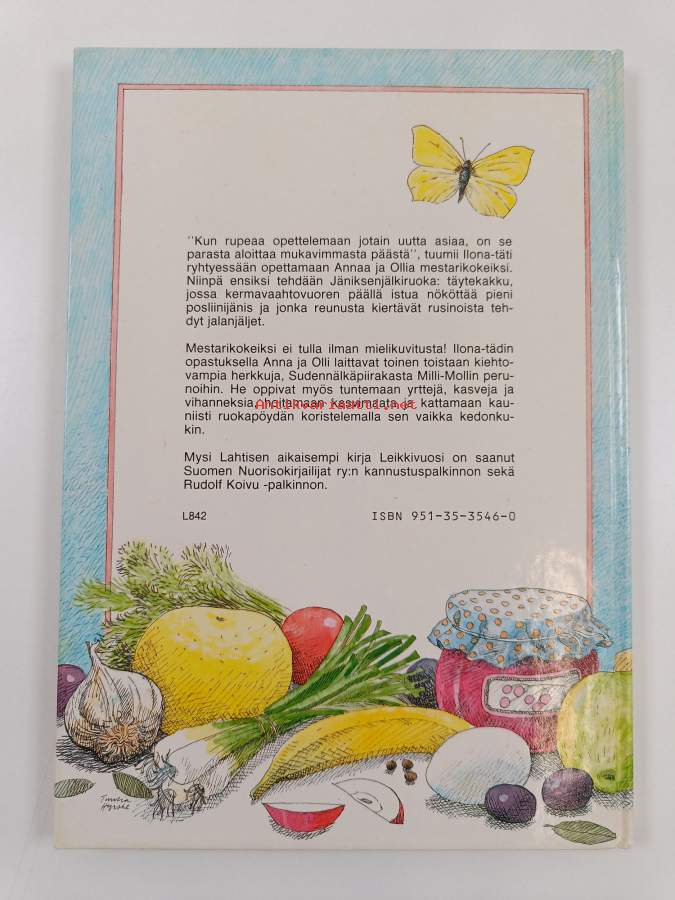 "Kun rupeaa opettelemaan jotain uutta asiaa, on se
parasta aloittaa mukavimmasta päästä", tuumii Ilona-täti
ryhtyessään opettamaan Annaa ja Ollia mestarikokeiksi.
Niinpä ensiksi tehdään Jäniksenjälkiruoka: täytekakku,
jossa kermavaahtovuoren päällä istua nököttää pieni
posliinijänis ja jonka reunusta kiertävät rusinoista teh-
dyt jalanjäljet.
Mestarikokeiksi ei tulla ilman mielikuvitusta! Ilona-tädin
opastuksella Anna ja Olli laittavat toinen toistaan kiehto-
vampia herkkuja, Sudennälkäpiirakasta Milli-Mollin peru-
noihin. He oppivat myös tuntemaan yrttejä, kasveja ja
vihanneksia, hoitamaan kasvimaata ja kattamaan kau-
niisti ruokapöydän koristelemalla sen vaikka kedonku-
kin.
Antikvariaatti.net
Mysi Lahtisen aikaisempi kirja Leikkivuosi on saanut
Suomen Nuorisokirjailijat ry:n kannustuspalkinnon sekä
Rudolf Koivu -palkinnon.
L842 ISBN 951-35-3546-0